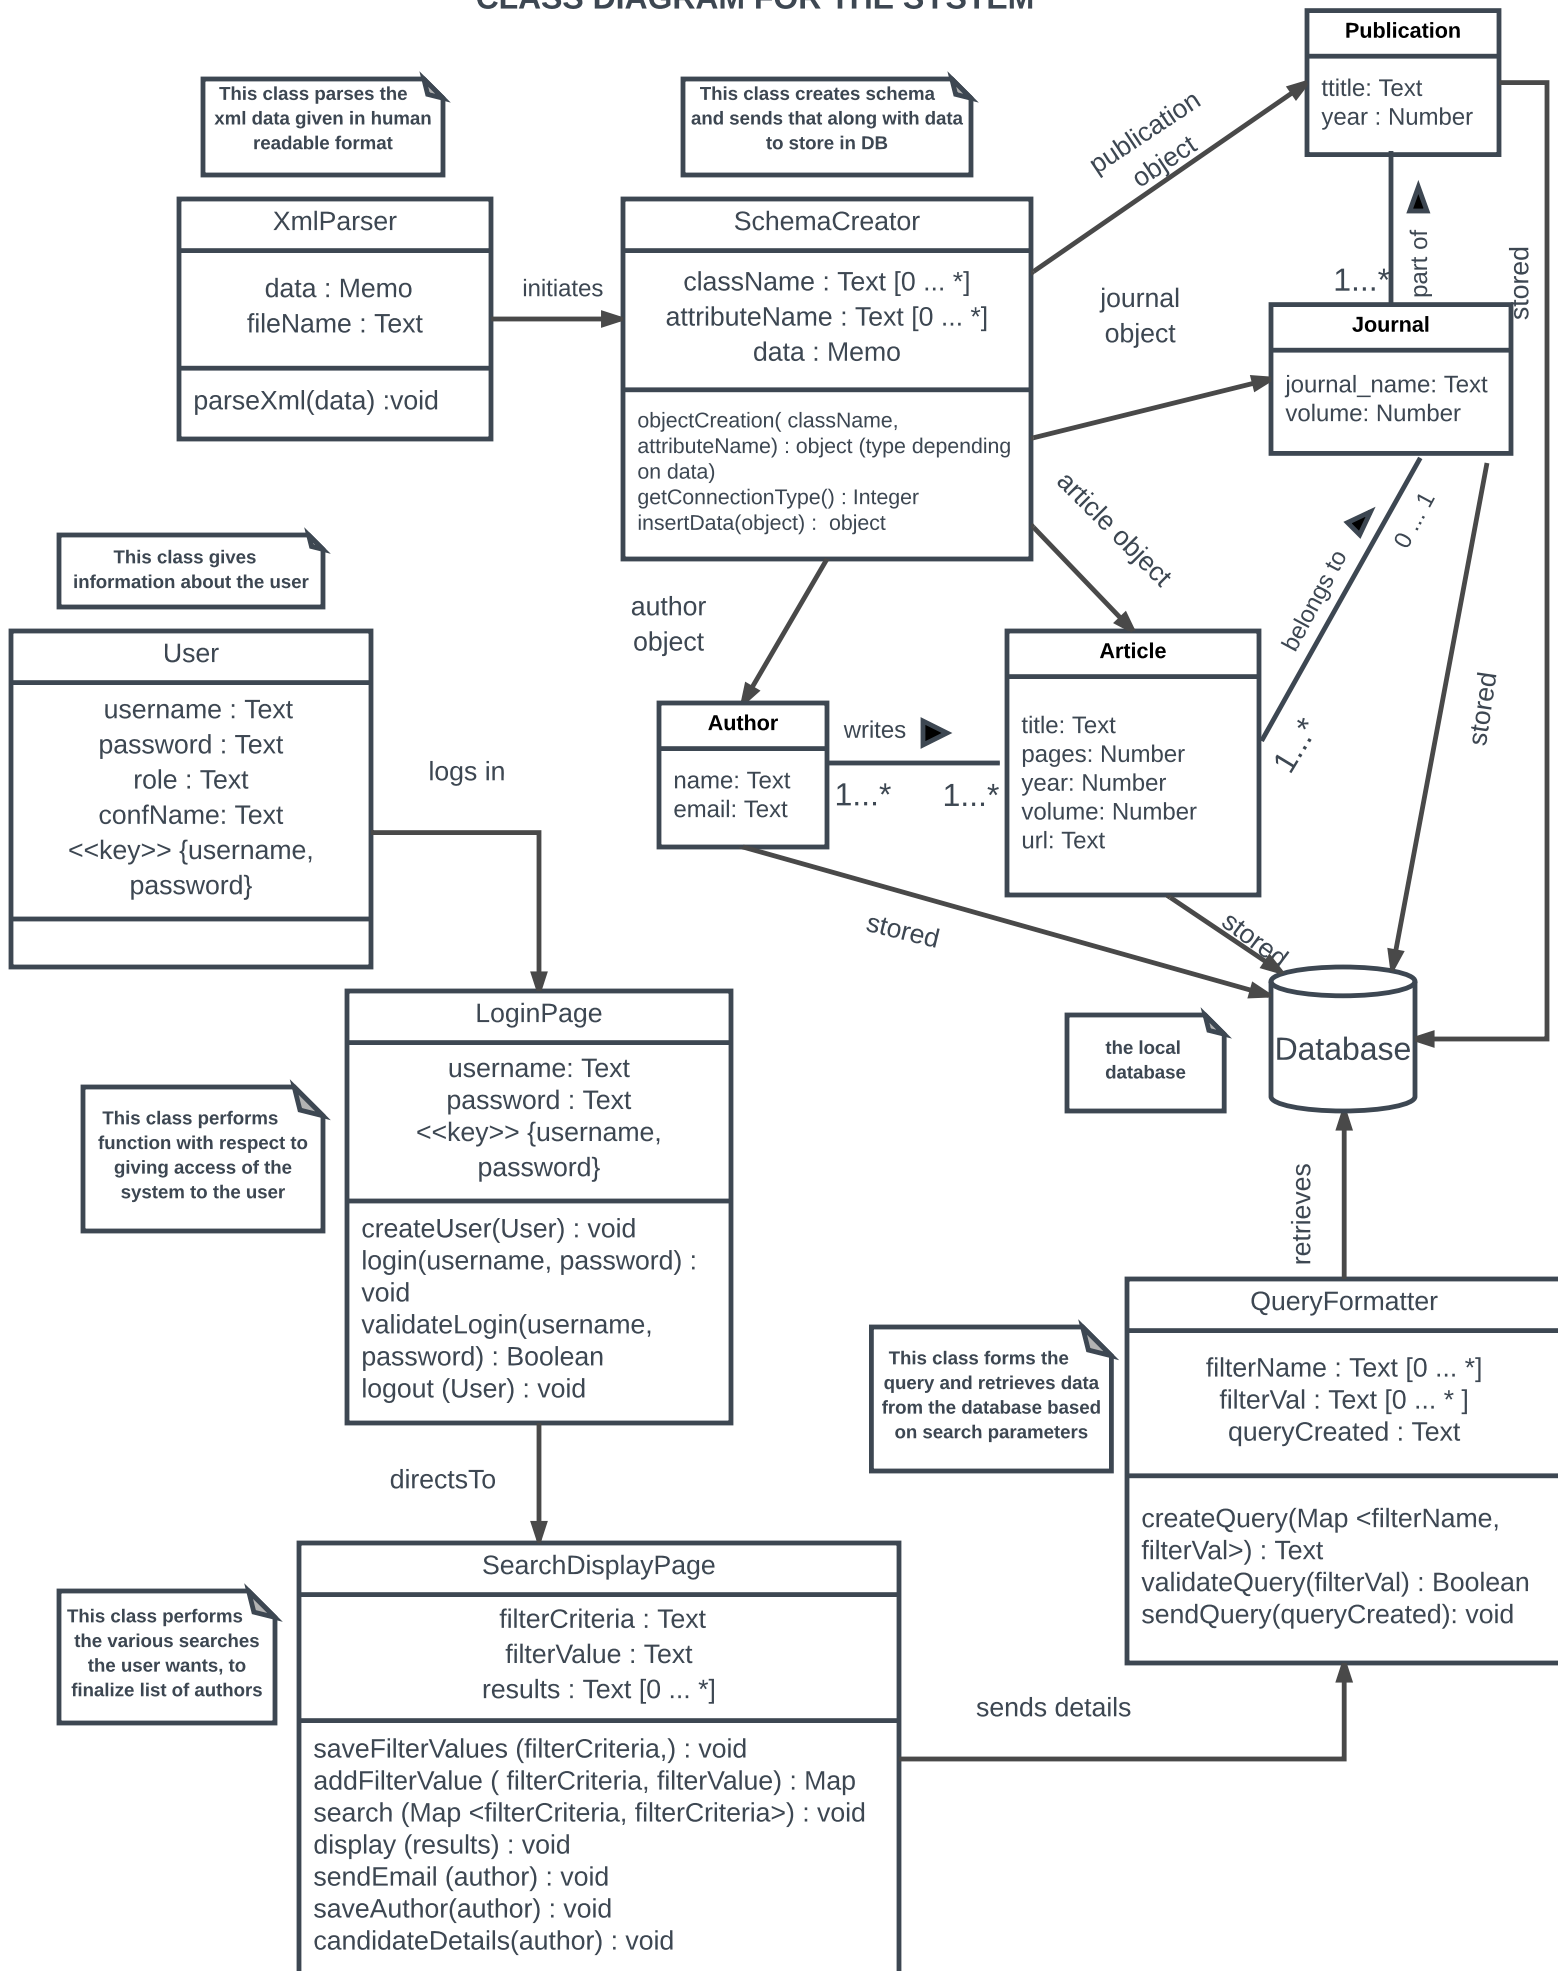 CLASS DIAGRAM FOR THE SYSTEM
Publication
ttitle: Text
year : Number
This class parses the
xml data given in human
readable format
This class creates schema
and sends that along with data
to store in DB
publication
object
XmlParser
data : Memo
fileName : Text
parseXml(data) :void
initiates
SchemaCreator
className : Text [0 ... *]
attributeName : Text [0 ... *]
data : Memo
objectCreation( className,
attributeName) : object (type depending
on data)
getConnectionType() : Integer
insertData(object) :  object
journal
object
1...*
part of
stored
Journal
journal_name: Text
volume: Number
article object
belongs to
0 ... 1
1...*
stored
This class gives
information about the user
User
username : Text
password : Text
role : Text
confName: Text
<<key>> {username,
password}
logs in
author
object
Author
name: Text
email: Text
writes
1...*
1...*
Article
title: Text
pages: Number
year: Number
volume: Number
url: Text
stored
stored
the local
database
Database
LoginPage
username: Text
password : Text
<<key>> {username,
password}
createUser(User) : void
login(username, password) :
void
validateLogin(username,
password) : Boolean
logout (User) : void
This class performs
function with respect to
giving access of the
system to the user
retrieves
This class forms the
query and retrieves data
from the database based
on search parameters
QueryFormatter
filterName : Text [0 ... *]
filterVal : Text [0 ... * ]
queryCreated : Text
createQuery(Map <filterName,
filterVal>) : Text
validateQuery(filterVal) : Boolean
sendQuery(queryCreated): void
directsTo
This class performs
the various searches
the user wants, to
finalize list of authors
SearchDisplayPage
filterCriteria : Text
filterValue : Text
results : Text [0 ... *]
saveFilterValues (filterCriteria,) : void
addFilterValue ( filterCriteria, filterValue) : Map
search (Map <filterCriteria, filterCriteria>) : void
display (results) : void
sendEmail (author) : void
saveAuthor(author) : void
candidateDetails(author) : void
sends details